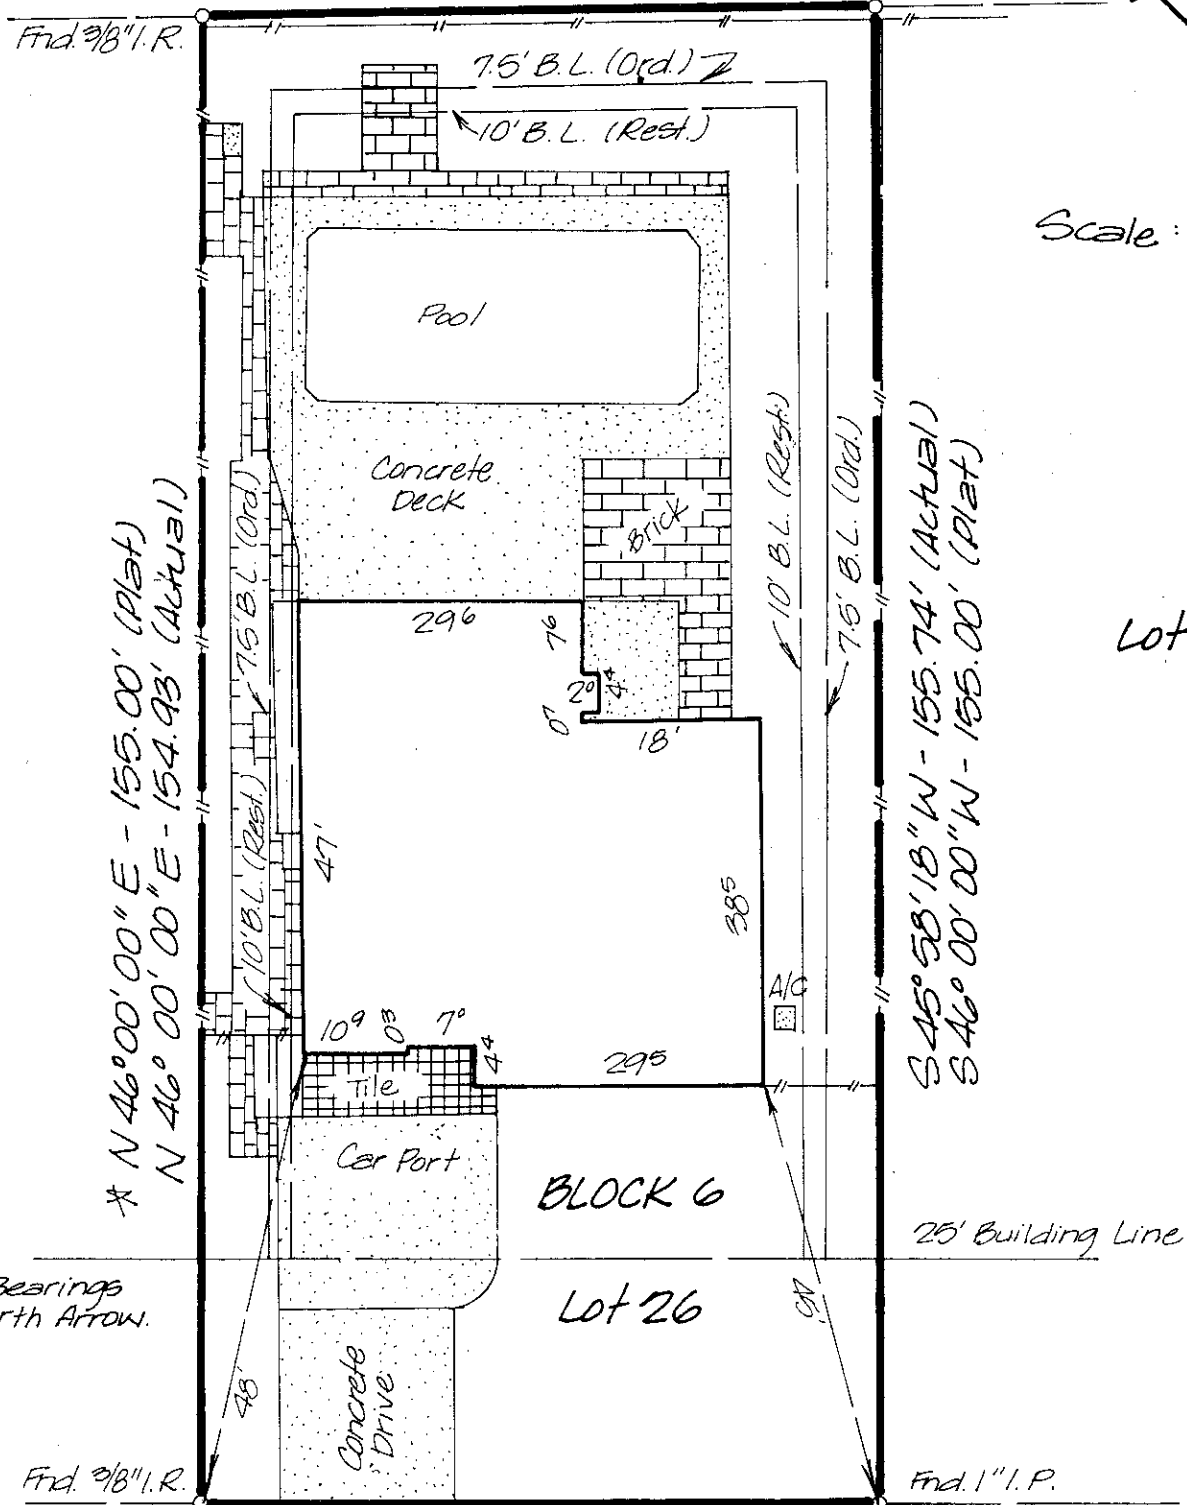 Fnd. 3/8" I.R.
7.5' B.L. (Ord.)
10' B.L. (Rest.)
Scale :
Pool
Concrete
Deck
Brick
10' B.L. (Rest.)
7.5' B.L. (Ord.)
S 45° 58' 18" W - 155.74' (Actual)
S 46° 00' 00" W - 155.00' (Plat)
* N 46° 00' 00" E - 155.00' (Plat)
N 46° 00' 00" E - 154.93' (Actual)
7.5' B.L. (Ord.)
10' B.L. (Rest.)
Lot
29⁶
7⁶
2⁰
4⁴
0⁷
18'
47'
38⁵
A/C
10⁹
0³
7⁰
4⁴
29⁵
Tile
Car Port
BLOCK 6
25' Building Line
Bearings
rth Arrow.
Lot 26
48'
Concrete
Drive
Fnd. 3/8" I.R.
Fnd. 1" I.P.